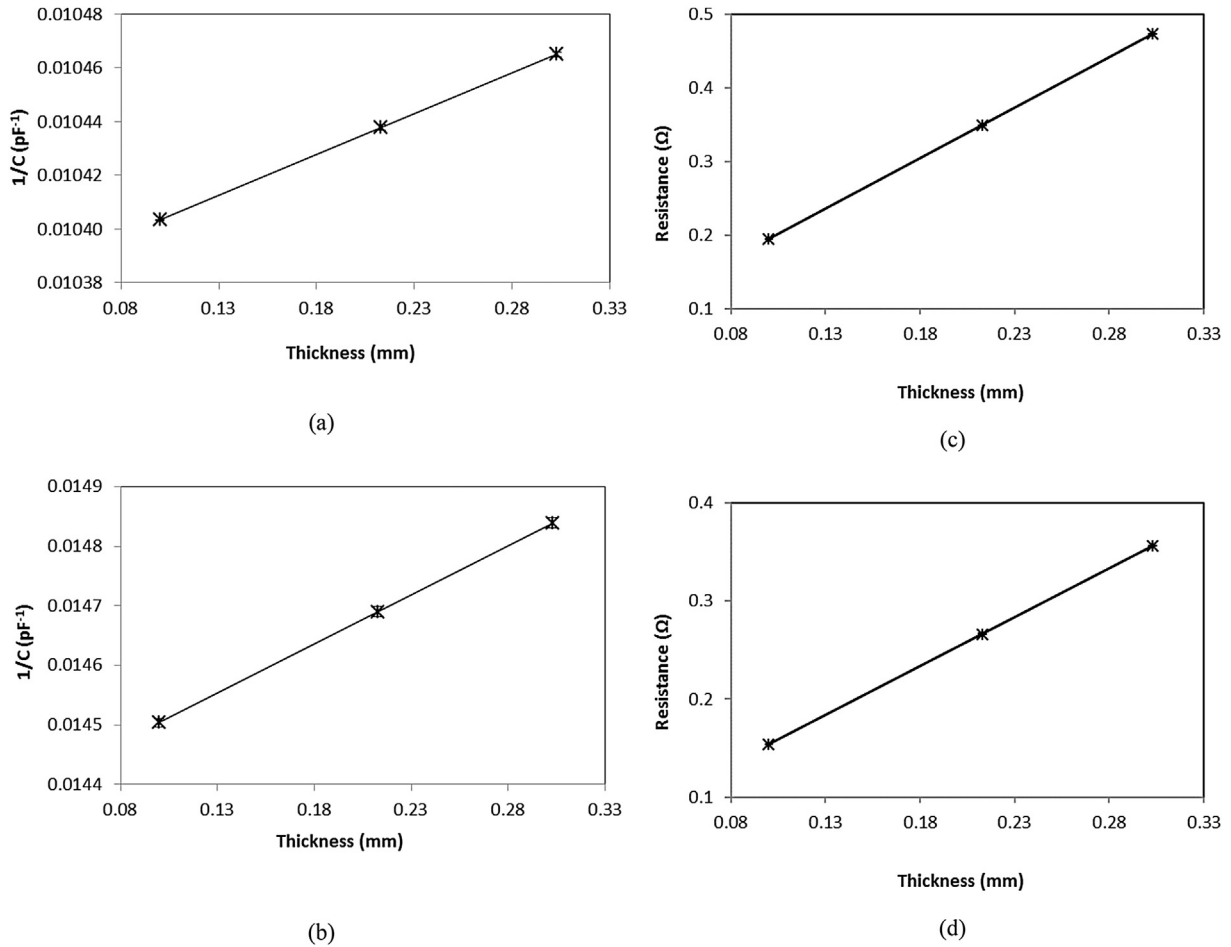 0.01048
0.01046
0.01044
0.01042
0.01040
0.01038
1/C (pF-1)
0.08 0.13 0.18 0.23 0.28 0.33
Thickness (mm)
(a)
0.5
0.4
0.3
0.2
0.1
Resistance (Ω)
0.08 0.13 0.18 0.23 0.28 0.33
Thickness (mm)
(c)
0.0149
0.0148
0.0147
0.0146
0.0145
0.0144
1/C (pF-1)
0.08 0.13 0.18 0.23 0.28 0.33
Thickness (mm)
(b)
0.4
0.3
0.2
0.1
Resistance (Ω)
0.08 0.13 0.18 0.23 0.28 0.33
Thickness (mm)
(d)